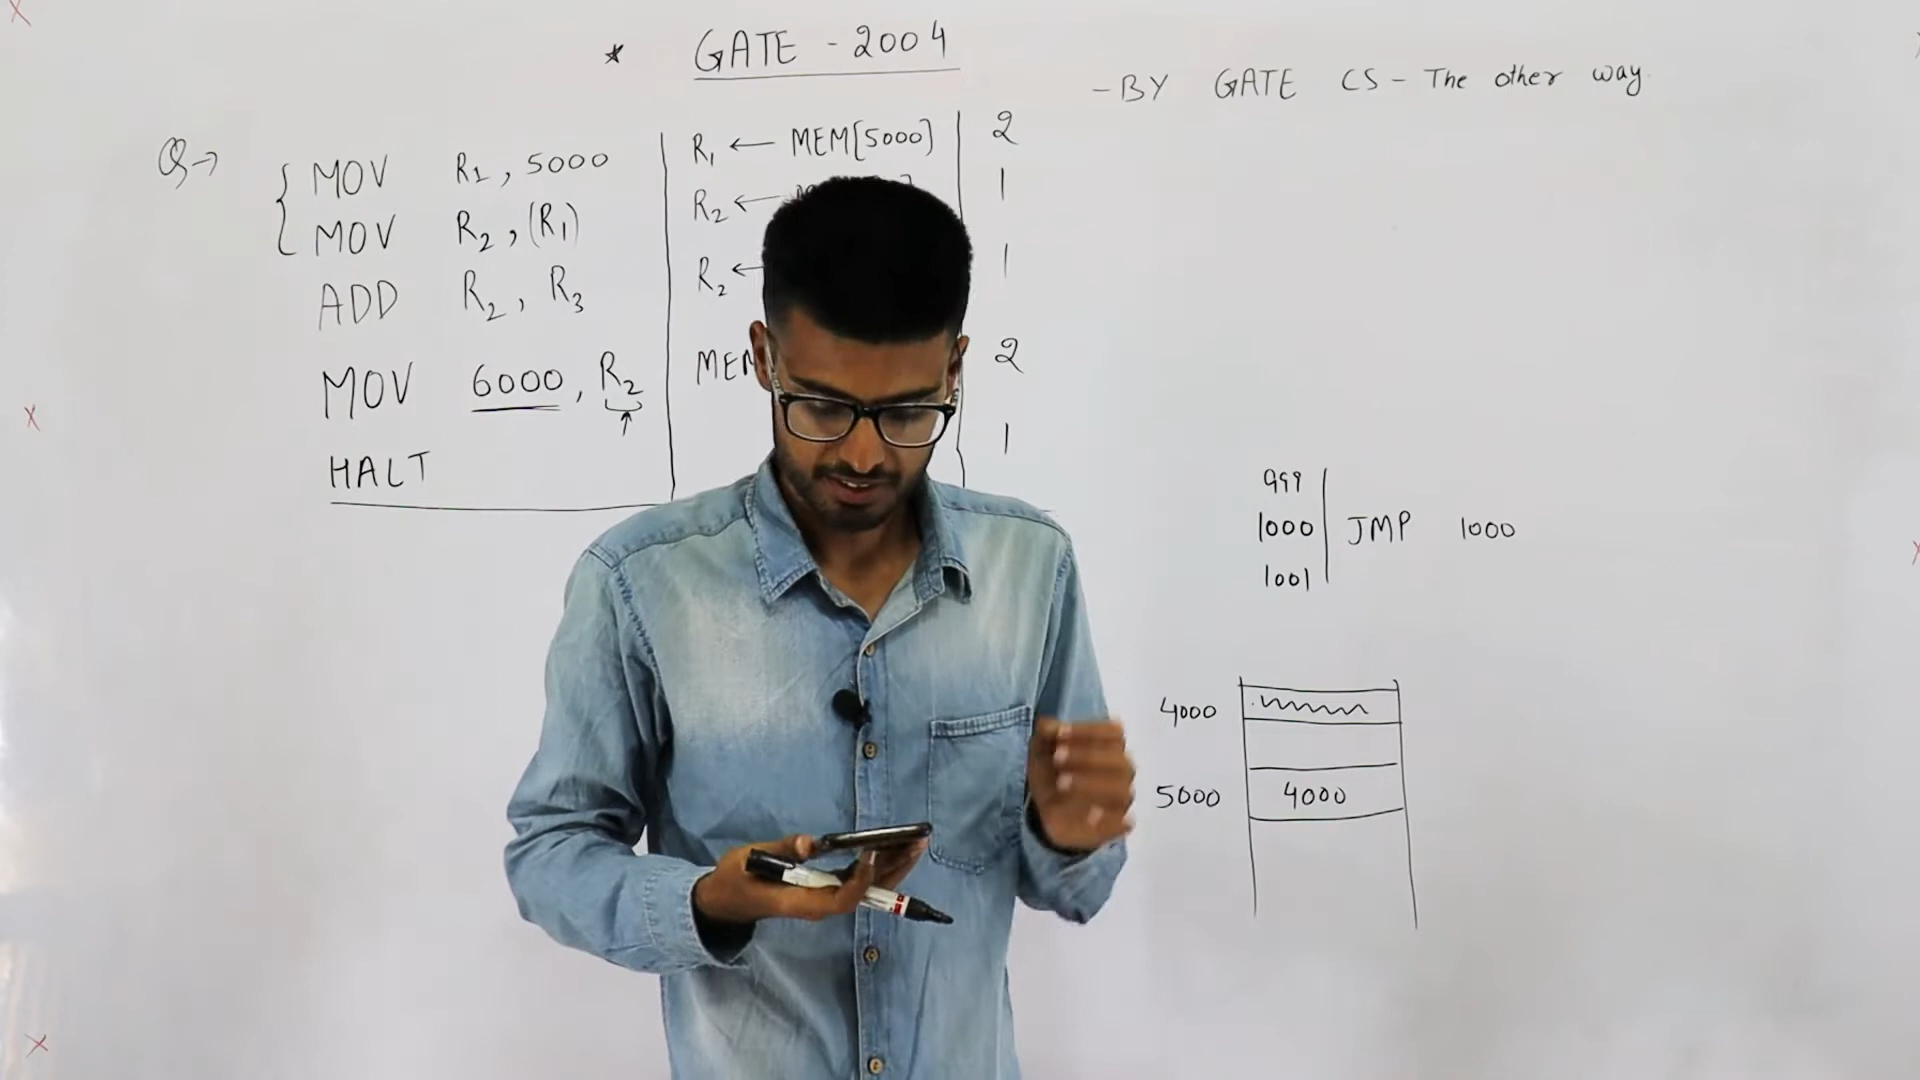 * GATE - 2004
- BY GATE CS - The other way
Q → MOV R1, 5000 R1 ← MEM[5000] 2
MOV R2, (R1) R2 ← 1
ADD R2, R3 R2 ← 1
MOV 6000, R2 2
HALT 1
999
1000 JMP 1000
1001
4000
5000 4000